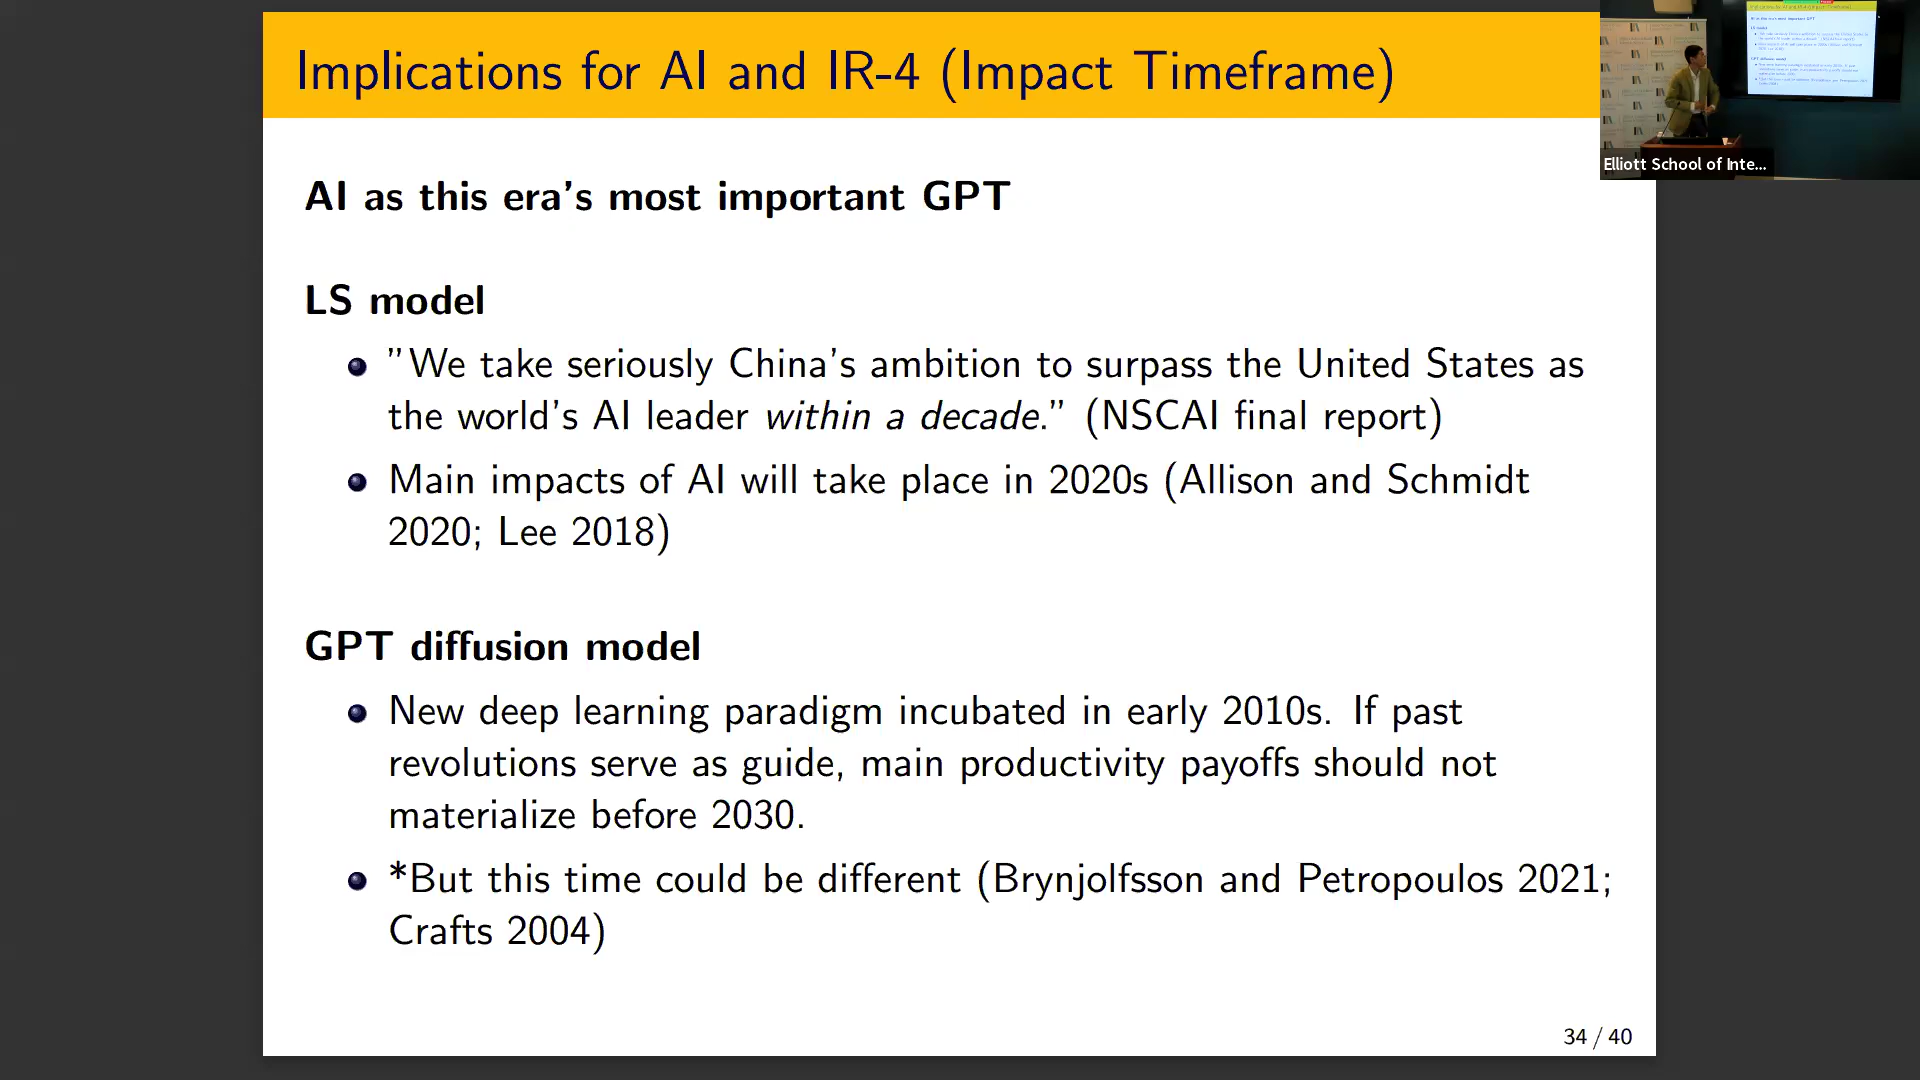 Implications for AI and IR-4 (Impact Timeframe)
AI as this era's most important GPT
LS model
"We take seriously China's ambition to surpass the United States as
the world's AI leader within a decade." (NSCAI final report)
Main impacts of AI will take place in 2020s (Allison and Schmidt
2020; Lee 2018)
GPT diffusion model
New deep learning paradigm incubated in early 2010s. If past
revolutions serve as guide, main productivity payoffs should not
materialize before 2030.
*But this time could be different (Brynjolfsson and Petropoulos 2021;
Crafts 2004)
34 / 40
Elliott School of Inte...